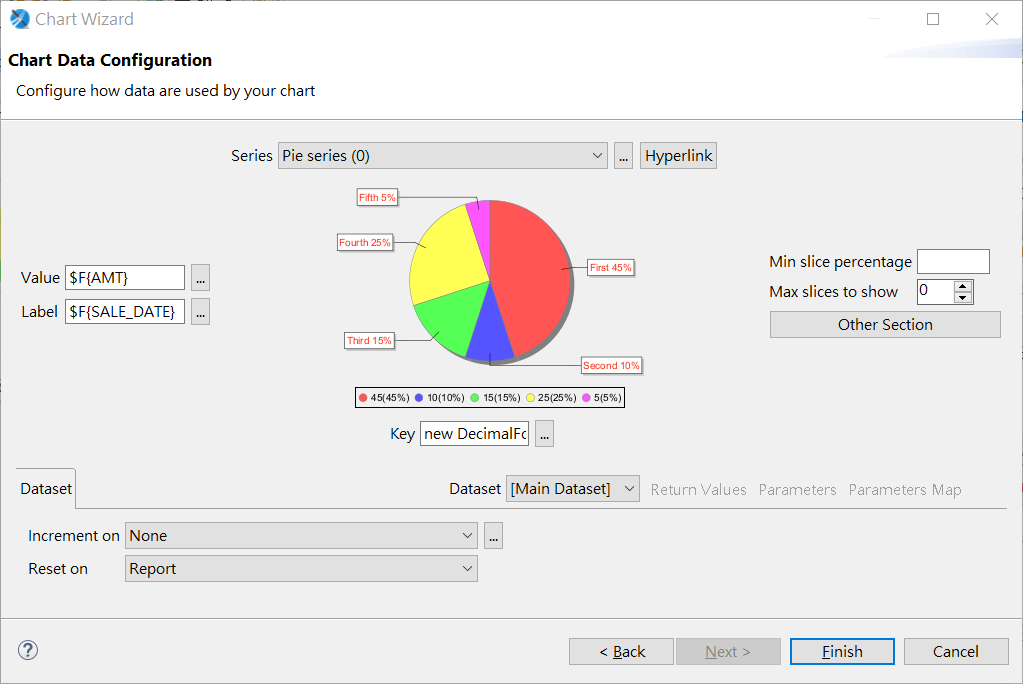 Chart Wizard
Chart Data Configuration
Configure how data are used by your chart
Series Pie series (0) ... Hyperlink
Fifth 5%
Fourth 25%
First 45%
Third 15%
Second 10%
Value $F{AMT} ...
Label $F{SALE_DATE} ...
Min slice percentage
Max slices to show 0
Other Section
45(45%) 10(10%) 15(15%) 25(25%) 5(5%)
Key new DecimalFo ...
Dataset Dataset [Main Dataset] Return Values Parameters Parameters Map
Increment on None ...
Reset on Report
? < Back Next > Finish Cancel